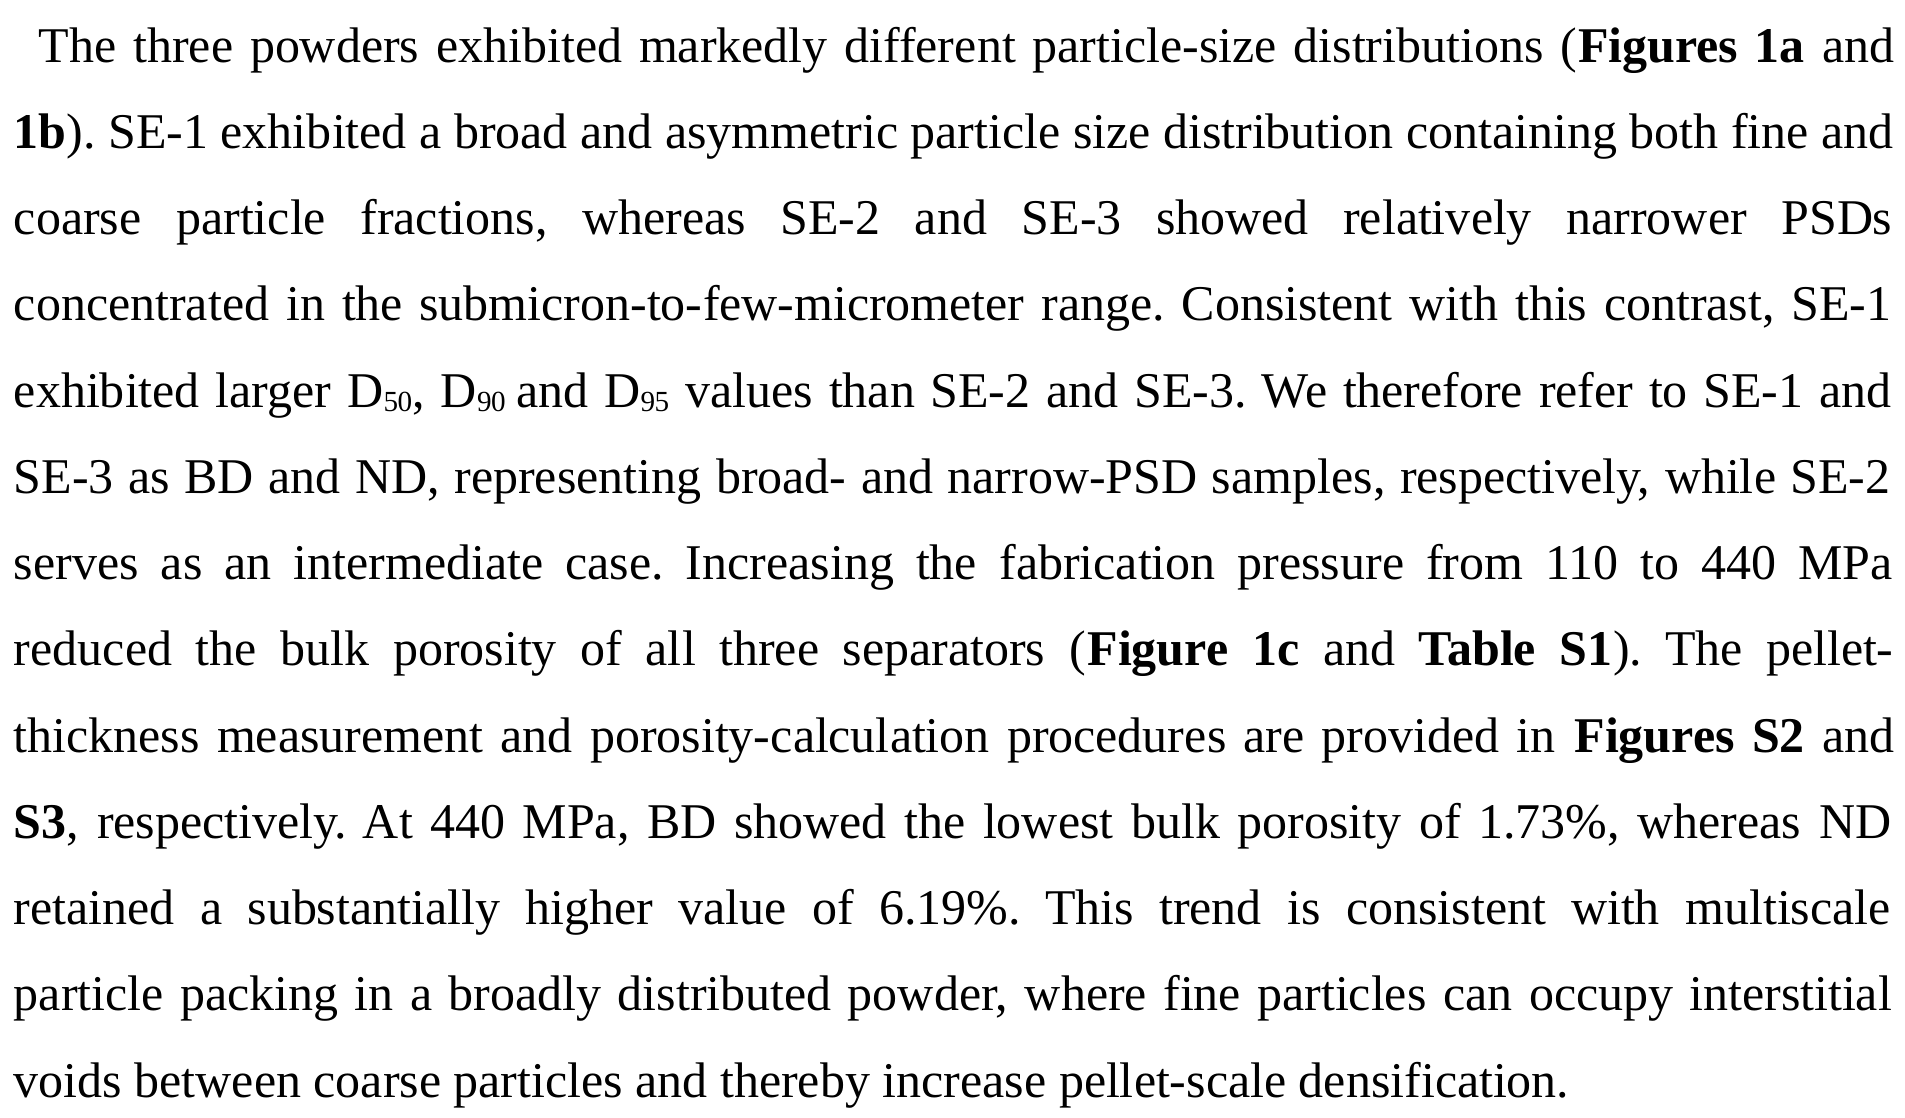 The three powders exhibited markedly different particle-size distributions (Figures 1a and
1b). SE-1 exhibited a broad and asymmetric particle size distribution containing both fine and
coarse particle fractions, whereas SE-2 and SE-3 showed relatively narrower PSDs
concentrated in the submicron-to-few-micrometer range. Consistent with this contrast, SE-1
exhibited larger D50, D90 and D95 values than SE-2 and SE-3. We therefore refer to SE-1 and
SE-3 as BD and ND, representing broad- and narrow-PSD samples, respectively, while SE-2
serves as an intermediate case. Increasing the fabrication pressure from 110 to 440 MPa
reduced the bulk porosity of all three separators (Figure 1c and Table S1). The pellet-
thickness measurement and porosity-calculation procedures are provided in Figures S2 and
S3, respectively. At 440 MPa, BD showed the lowest bulk porosity of 1.73%, whereas ND
retained a substantially higher value of 6.19%. This trend is consistent with multiscale
particle packing in a broadly distributed powder, where fine particles can occupy interstitial
voids between coarse particles and thereby increase pellet-scale densification.